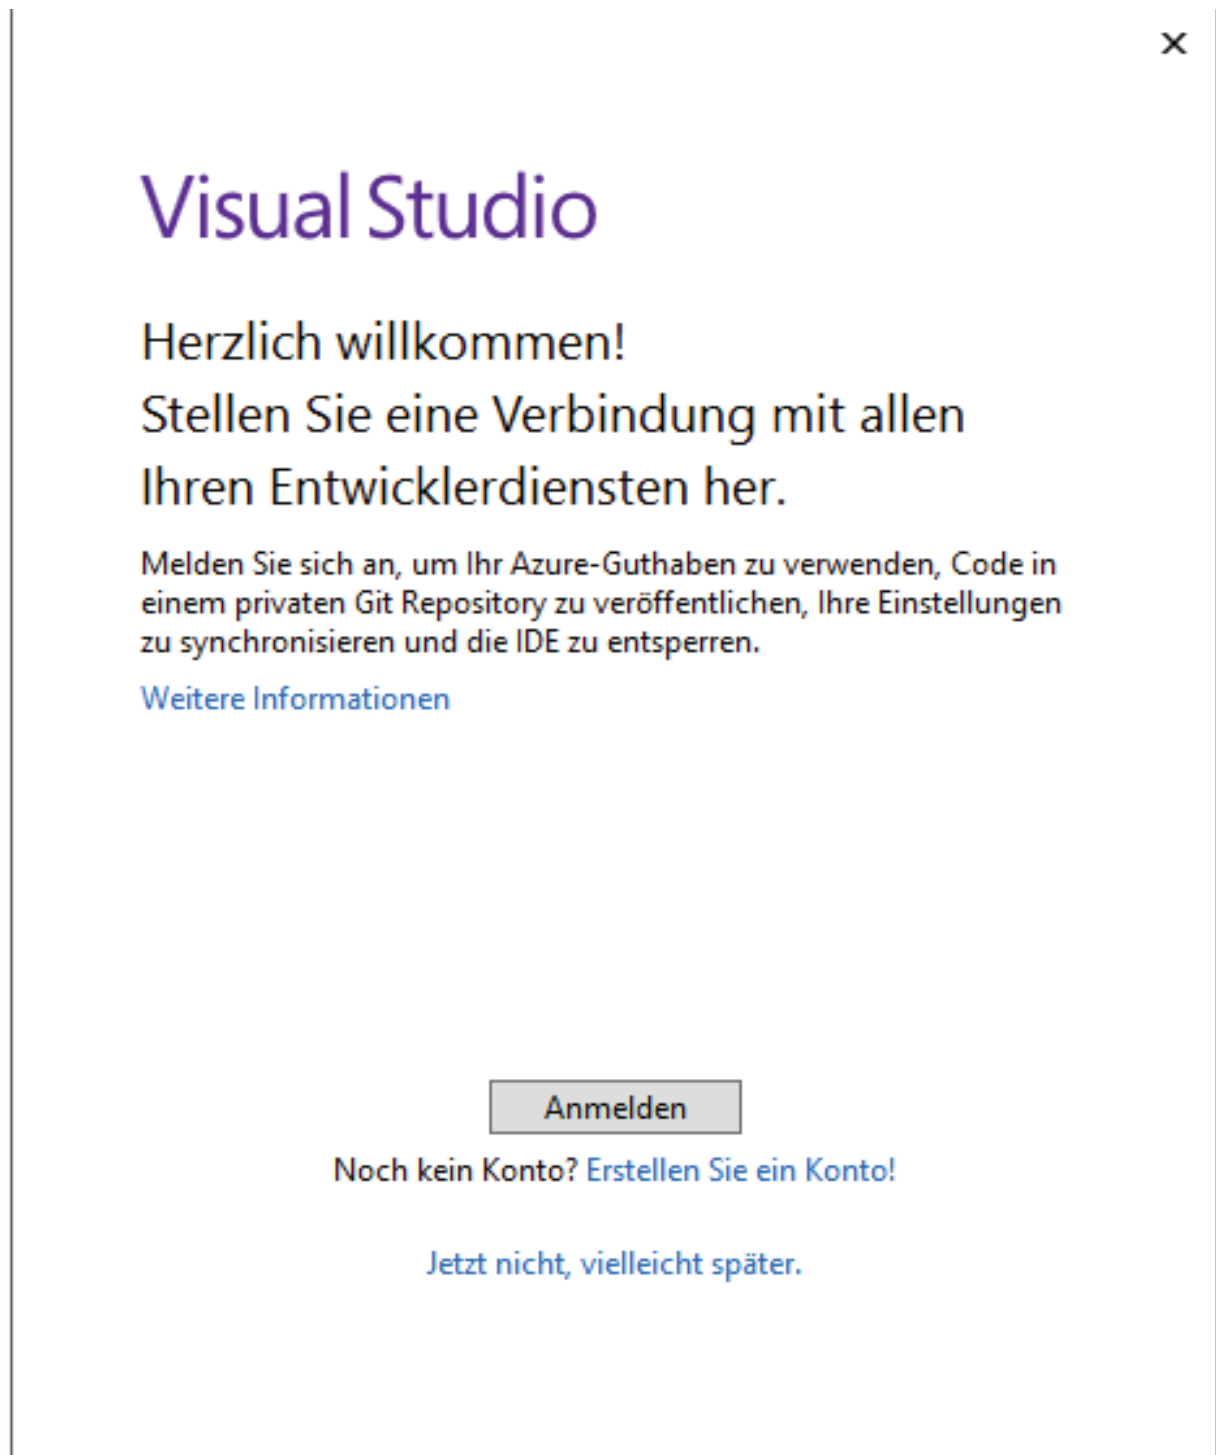 Visual Studio
Herzlich willkommen!
Stellen Sie eine Verbindung mit allen
Ihren Entwicklerdiensten her.
Melden Sie sich an, um Ihr Azure-Guthaben zu verwenden, Code in
einem privaten Git Repository zu veröffentlichen, Ihre Einstellungen
zu synchronisieren und die IDE zu entsperren.
Weitere Informationen
Anmelden
Noch kein Konto? Erstellen Sie ein Konto!
Jetzt nicht, vielleicht später.